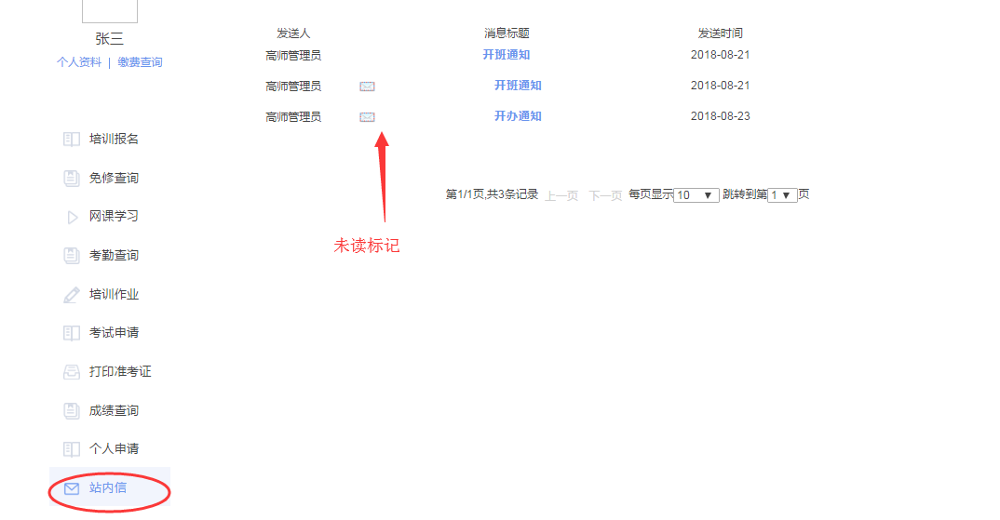 张三
个人资料 | 缴费查询
培训报名
免修查询
网课学习
考勤查询
培训作业
考试申请
打印准考证
成绩查询
个人申请
站内信
发送人 消息标题 发送时间
高师管理员 开班通知 2018-08-21
高师管理员 开班通知 2018-08-21
高师管理员 开办通知 2018-08-23
第1/1页,共3条记录 上一页 下一页 每页显示10 ▼ 跳转到第1 ▼页
未读标记